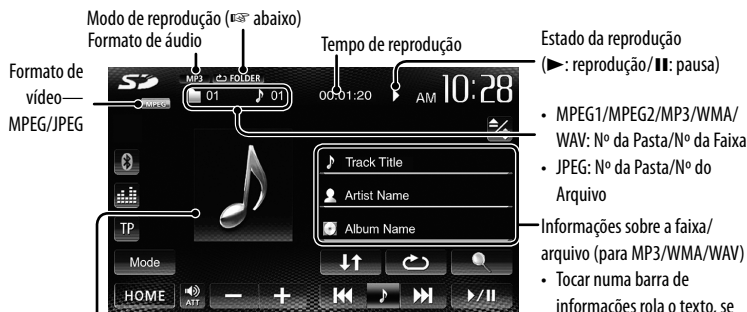 Modo de reprodução (☞ abaixo)
Formato de áudio
Tempo de reprodução
Estado da reprodução
(►: reprodução/❚❚: pausa)
Formato de
vídeo—
MPEG/JPEG
SD
MP3
FOLDER
MPEG
01
01
00:01:20
AM 10:28
• MPEG1/MPEG2/MP3/WMA/
WAV: Nº da Pasta/Nº da Faixa
• JPEG: Nº da Pasta/Nº do
Arquivo
Track Title
Artist Name
Album Name
TP
Mode
HOME
ATT
Informações sobre a faixa/
arquivo (para MP3/WMA/WAV)
• Tocar numa barra de
informações rola o texto, se